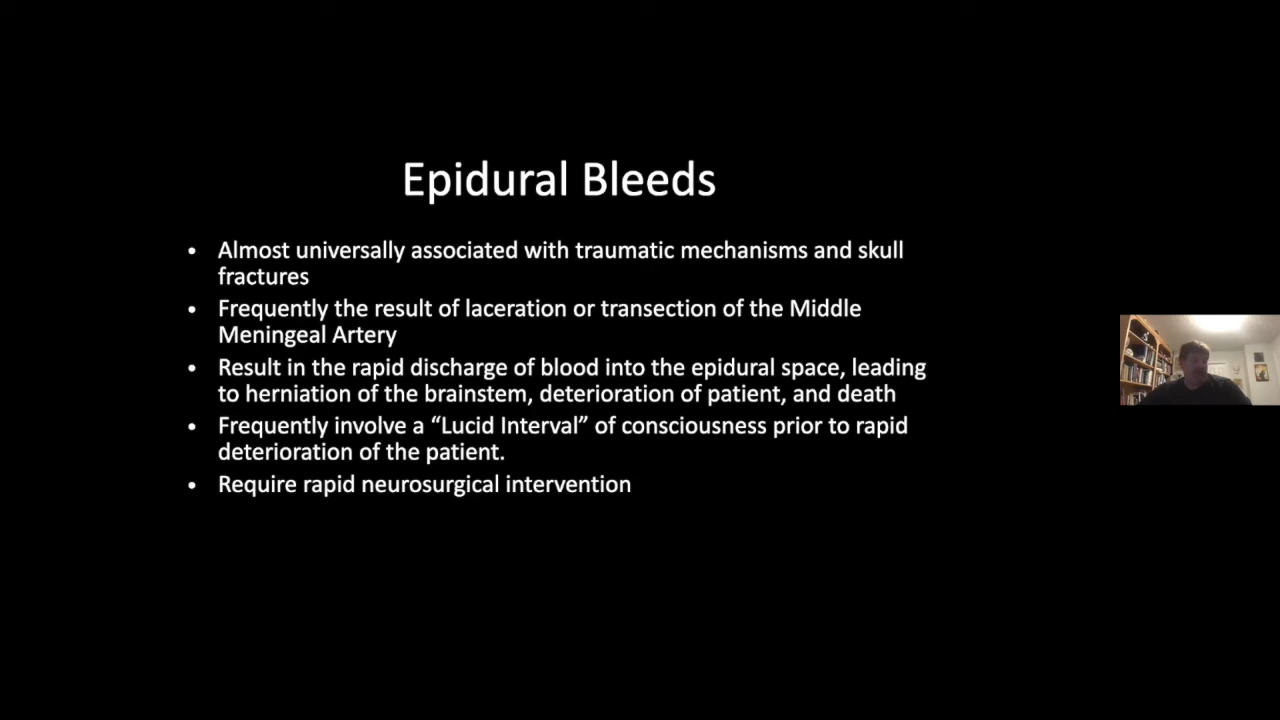 Epidural Bleeds
• Almost universally associated with traumatic mechanisms and skull
fractures
• Frequently the result of laceration or transection of the Middle
Meningeal Artery
• Result in the rapid discharge of blood into the epidural space, leading
to herniation of the brainstem, deterioration of patient, and death
• Frequently involve a “Lucid Interval” of consciousness prior to rapid
deterioration of the patient.
• Require rapid neurosurgical intervention